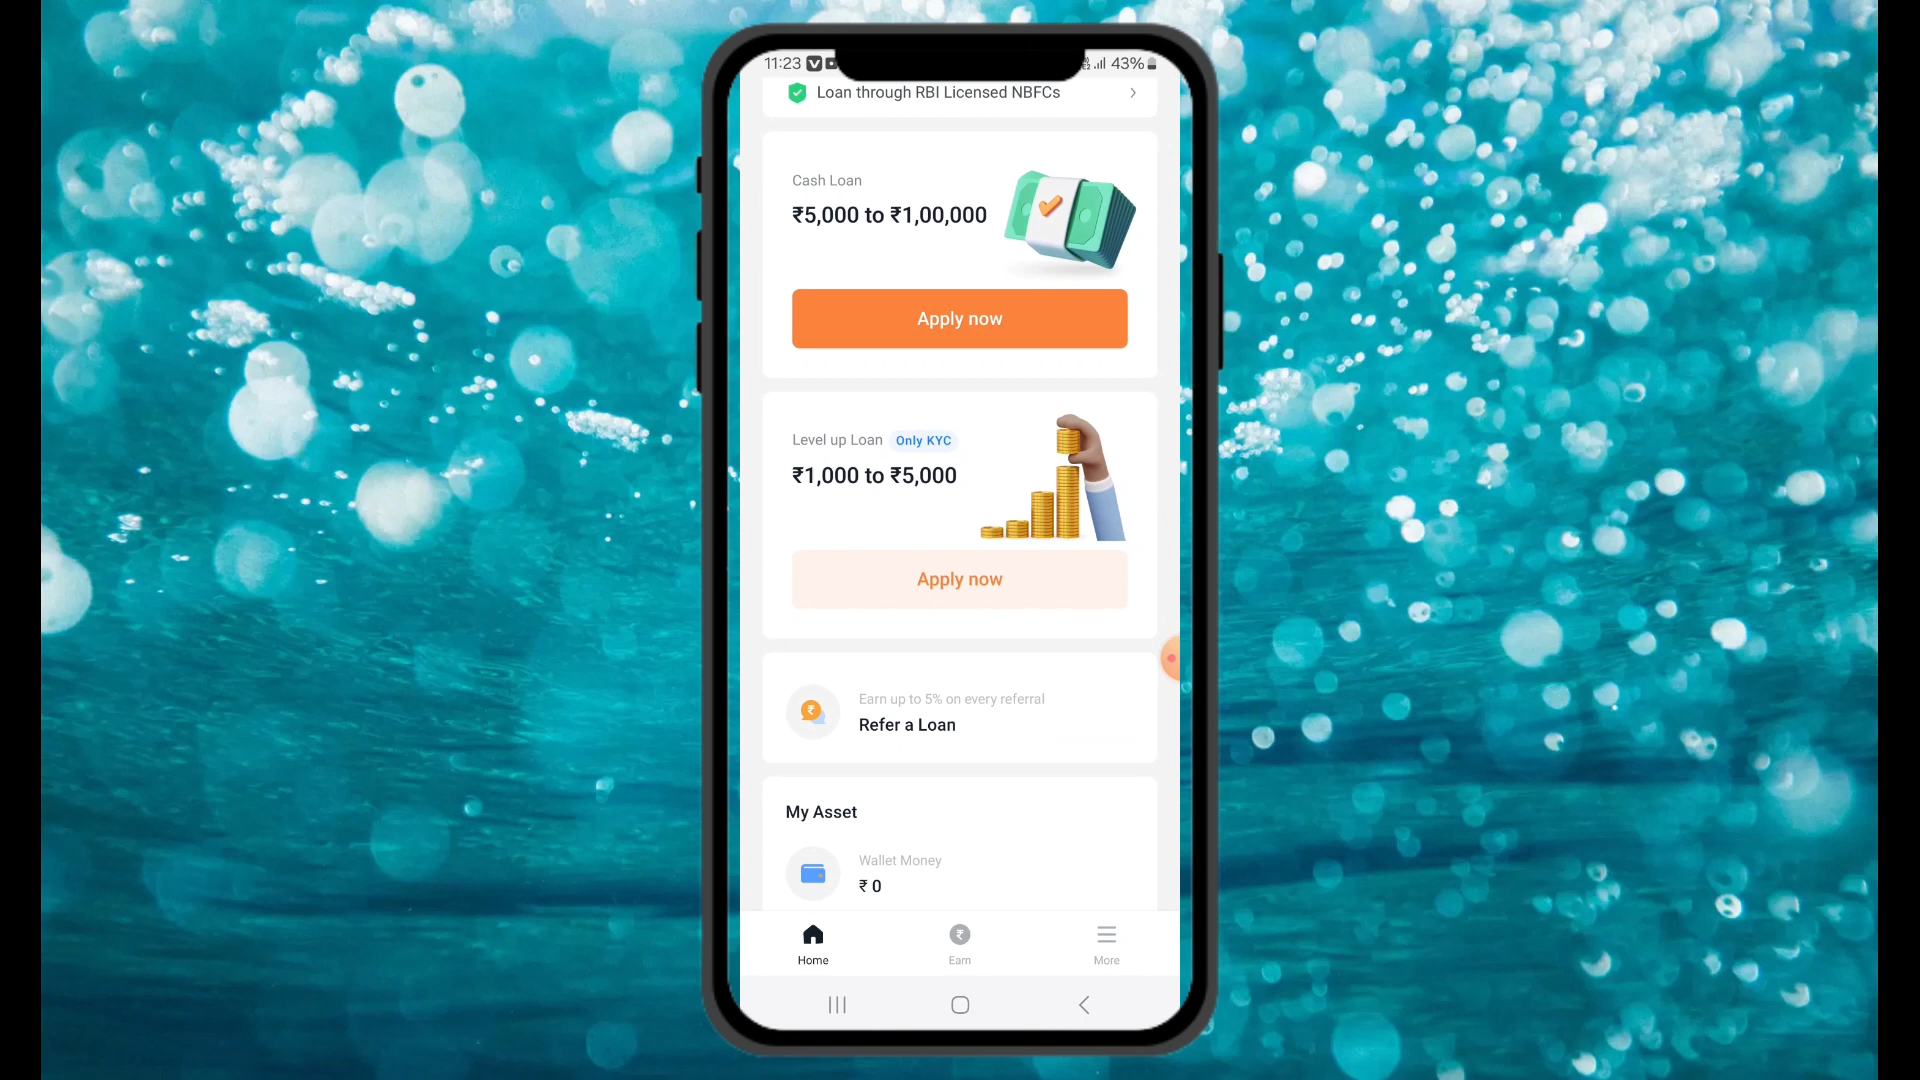 11:23 43%
Loan through RBI Licensed NBFCs
Cash Loan
₹5,000 to ₹1,00,000
Apply now
Level up Loan Only KYC
₹1,000 to ₹5,000
Apply now
Earn up to 5% on every referral
Refer a Loan
My Asset
Wallet Money
₹ 0
Home Earn More